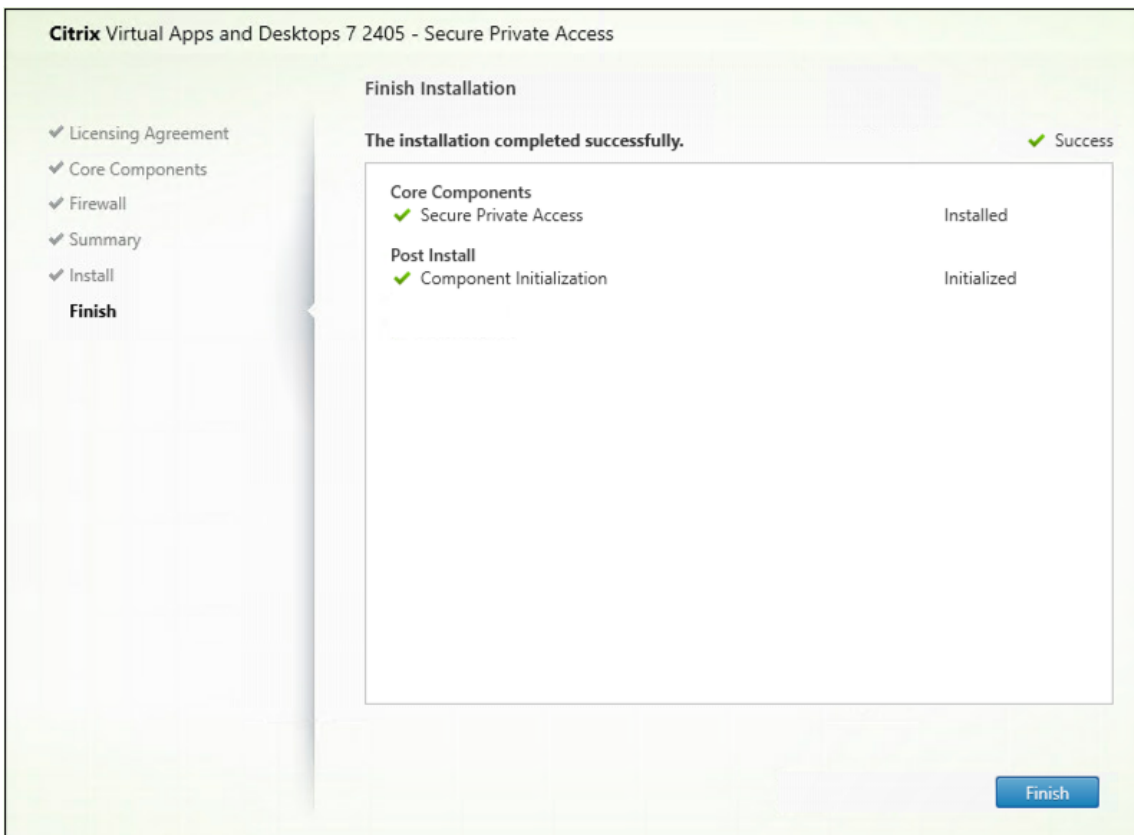 Citrix Virtual Apps and Desktops 7 2405 - Secure Private Access
Licensing Agreement
Core Components
Firewall
Summary
Install
Finish
Finish Installation
The installation completed successfully.
Success
Core Components
Secure Private Access Installed
Post Install
Component Initialization Initialized
Finish